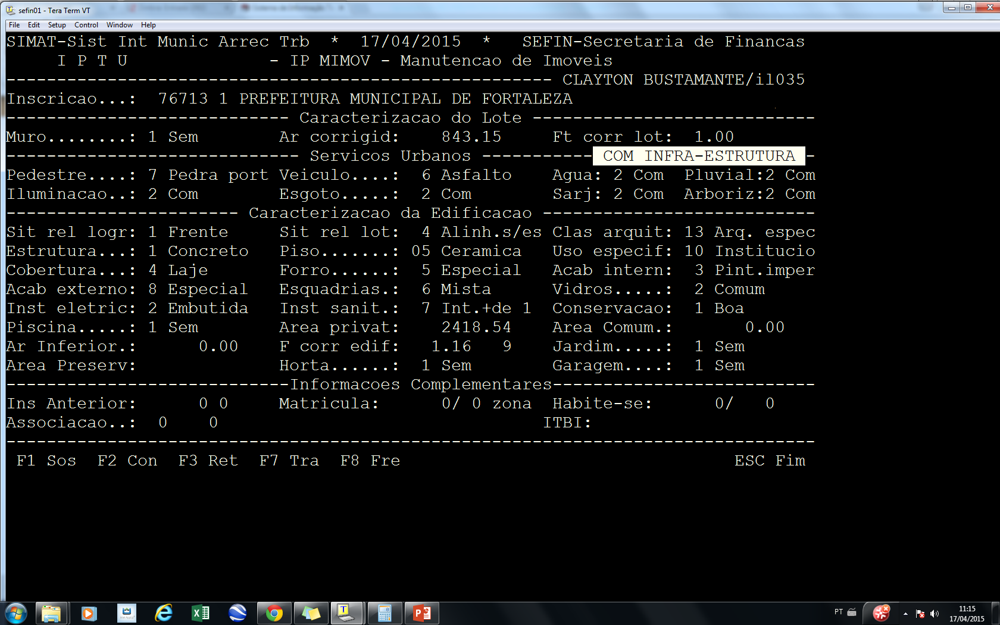 sefin01 - Tera Term VT
File Edit Setup Control Window Help
SIMAT-Sist Int Munic Arrec Trb * 17/04/2015 * SEFIN-Secretaria de Financas
I P T U - IP MIMOV - Manutencao de Imoveis
------------------------------------------------------ CLAYTON BUSTAMANTE/il035
Inscricao...: 76713 1 PREFEITURA MUNICIPAL DE FORTALEZA
---------------------------- Caracterizacao do Lote ----------------------------
Muro........: 1 Sem Ar corrigid: 843.15 Ft corr lot: 1.00
----------------------------- Servicos Urbanos ----------- COM INFRA-ESTRUTURA -
Pedestre....: 7 Pedra port Veiculo....: 6 Asfalto Agua: 2 Com Pluvial:2 Com
Iluminacao..: 2 Com Esgoto.....: 2 Com Sarj: 2 Com Arboriz:2 Com
----------------------- Caracterizacao da Edificacao ---------------------------
Sit rel logr: 1 Frente Sit rel lot: 4 Alinh.s/es Clas arquit: 13 Arq. espec
Estrutura...: 1 Concreto Piso.......: 05 Ceramica Uso especif: 10 Institucio
Cobertura...: 4 Laje Forro......: 5 Especial Acab intern: 3 Pint.imper
Acab externo: 8 Especial Esquadrias.: 6 Mista Vidros.....: 2 Comum
Inst eletric: 2 Embutida Inst sanit.: 7 Int.+de 1 Conservacao: 1 Boa
Piscina.....: 1 Sem Area privat: 2418.54 Area Comum.: 0.00
Ar Inferior.: 0.00 F corr edif: 1.16 9 Jardim.....: 1 Sem
Area Preserv: Horta......: 1 Sem Garagem....: 1 Sem
----------------------------Informacoes Complementares--------------------------
Ins Anterior: 0 0 Matricula: 0/ 0 zona Habite-se: 0/ 0
Associacao..: 0 0 ITBI:
--------------------------------------------------------------------------------
F1 Sos F2 Con F3 Ret F7 Tra F8 Fre ESC Fim
PT 11:15
17/04/2015